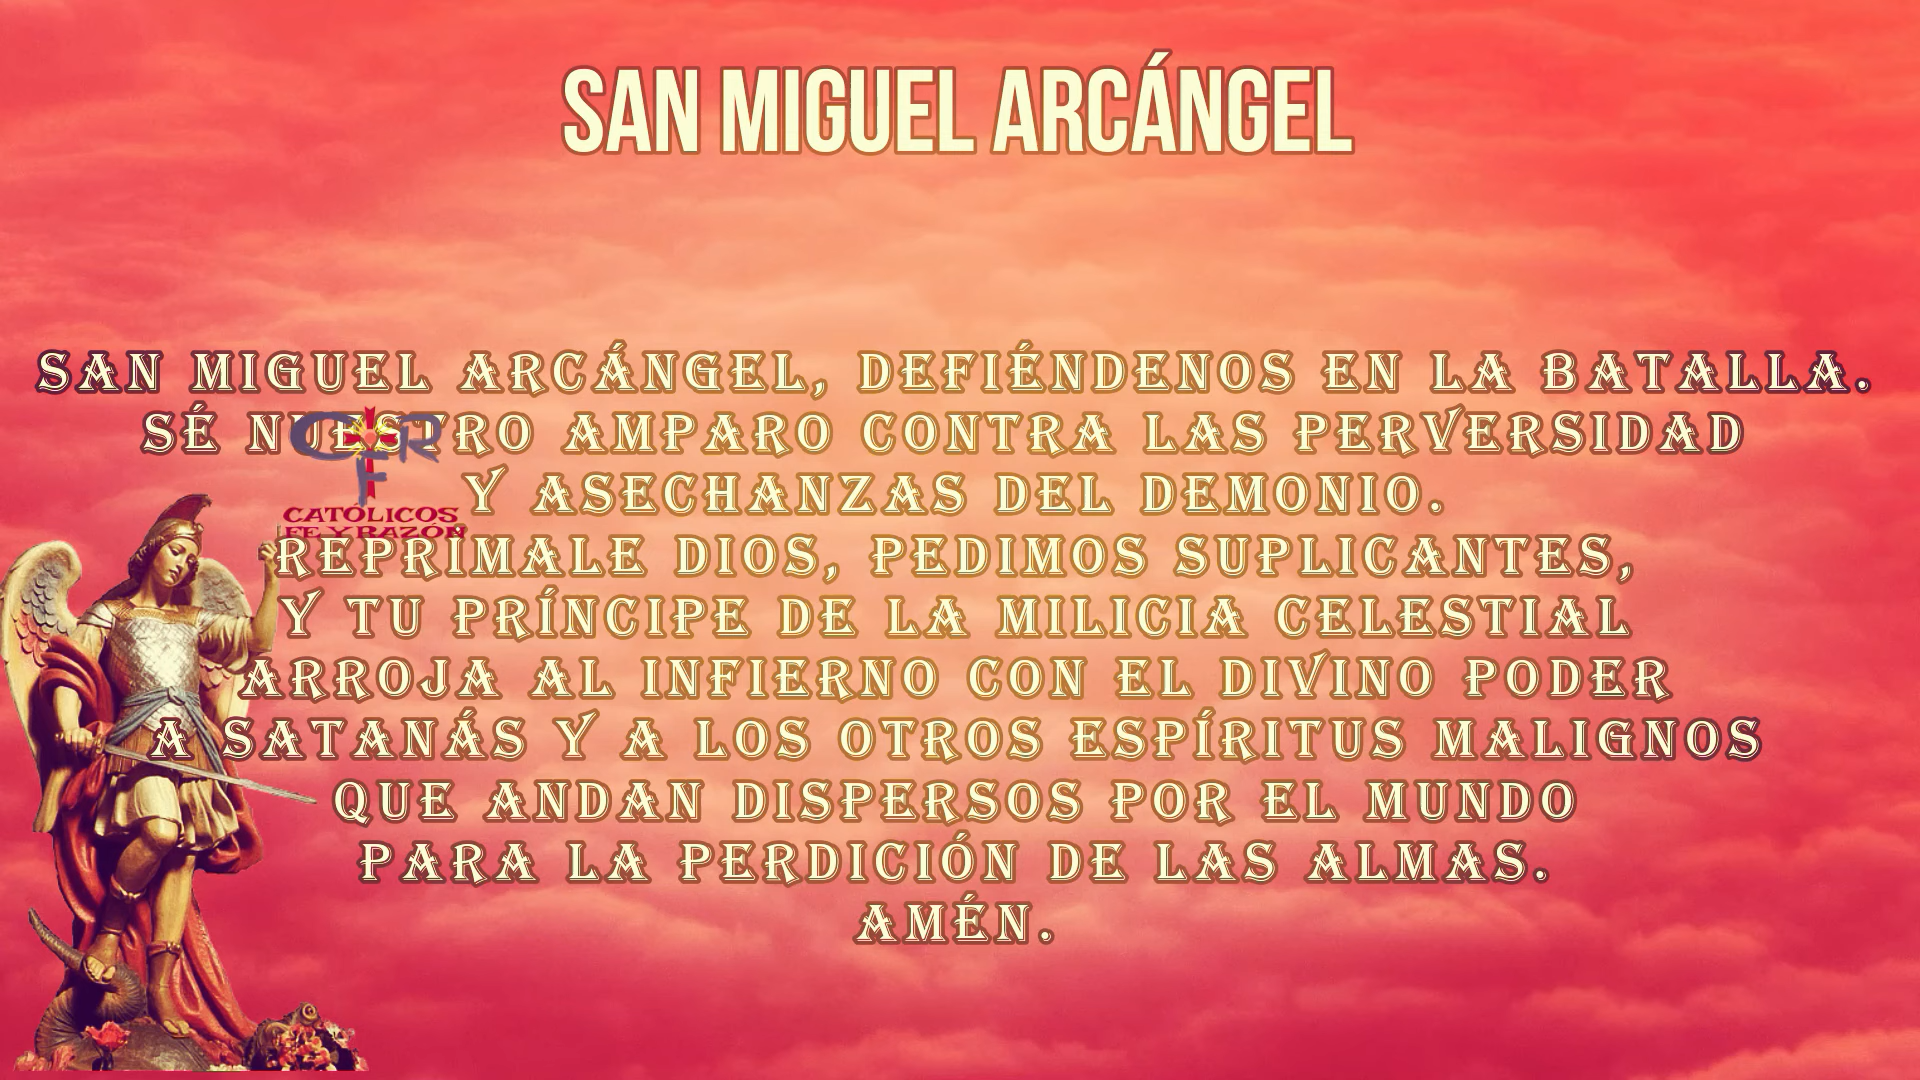 SAN MIGUEL ARCÁNGEL
SAN MIGUEL ARCÁNGEL, DEFIÉNDENOS EN LA BATALLA.
SÉ NUESTRO AMPARO CONTRA LAS PERVERSIDAD
Y ASECHANZAS DEL DEMONIO.
REPRÍMALE DIOS, PEDIMOS SUPLICANTES,
Y TU PRÍNCIPE DE LA MILICIA CELESTIAL
ARROJA AL INFIERNO CON EL DIVINO PODER
A SATANÁS Y A LOS OTROS ESPÍRITUS MALIGNOS
QUE ANDAN DISPERSOS POR EL MUNDO
PARA LA PERDICIÓN DE LAS ALMAS.
AMÉN.
CFR
CATÓLICOS
FE Y RAZÓN